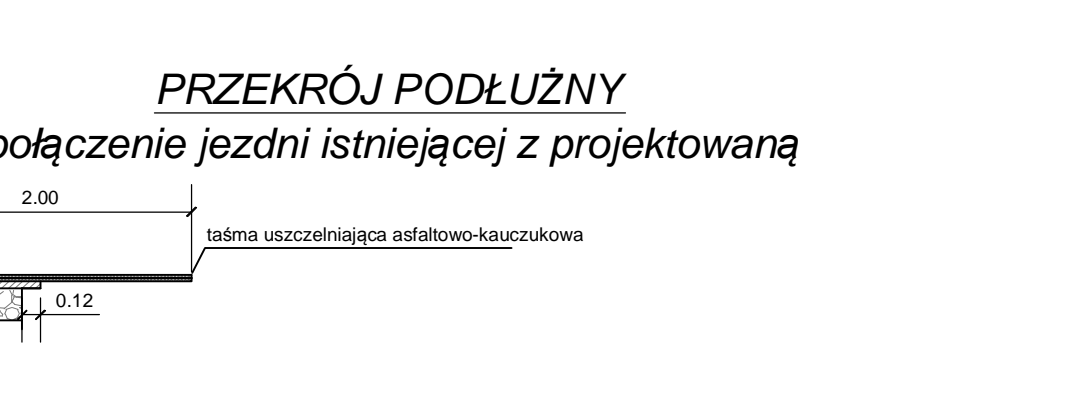 PRZEKRÓJ PODŁUŻNY
połączenie jezdni istniejącej z projektowaną
2.00
taśma uszczelniająca asfaltowo-kauczukowa
0.12